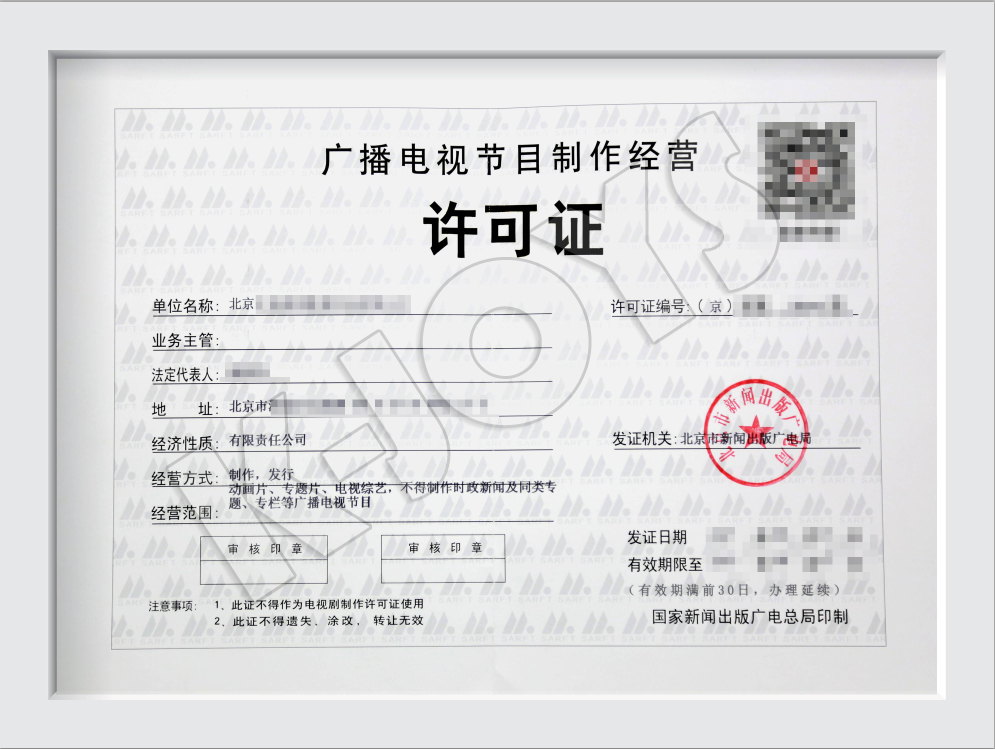 广播电视节目制作经营
许可证
单位名称: 北京
许可证编号:(京)
业务主管:
法定代表人:
地 址: 北京市
经济性质: 有限责任公司
发证机关: 北京市新闻出版广电局
北京市新闻出版广电局
经营方式: 制作，发行
经营范围: 动画片、专题片、电视综艺，不得制作时政新闻及同类专
题、专栏等广播电视节目
审核印章
审核印章
发证日期
有效期限至
(有效期满前30日，办理延续)
注意事项: 1、此证不得作为电视剧制作许可证使用
2、此证不得遗失、涂改，转让无效
国家新闻出版广电总局印制
KJOYS